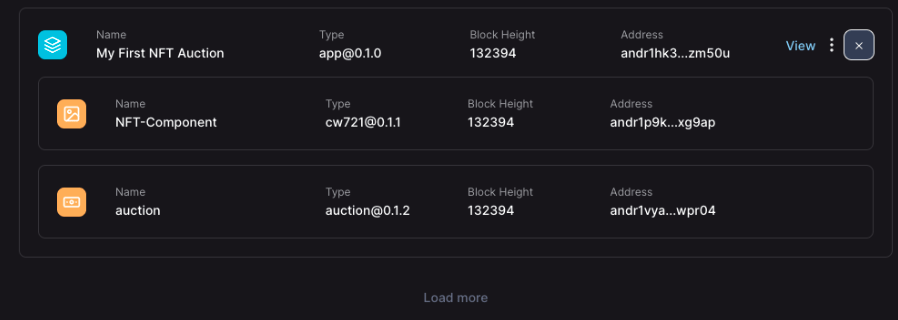 Name Type Block Height Address
My First NFT Auction app@0.1.0 132394 andr1hk3...zm50u View
Name Type Block Height Address
NFT-Component cw721@0.1.1 132394 andr1p9k...xg9ap
Name Type Block Height Address
auction auction@0.1.2 132394 andr1vya...wpr04
Load more